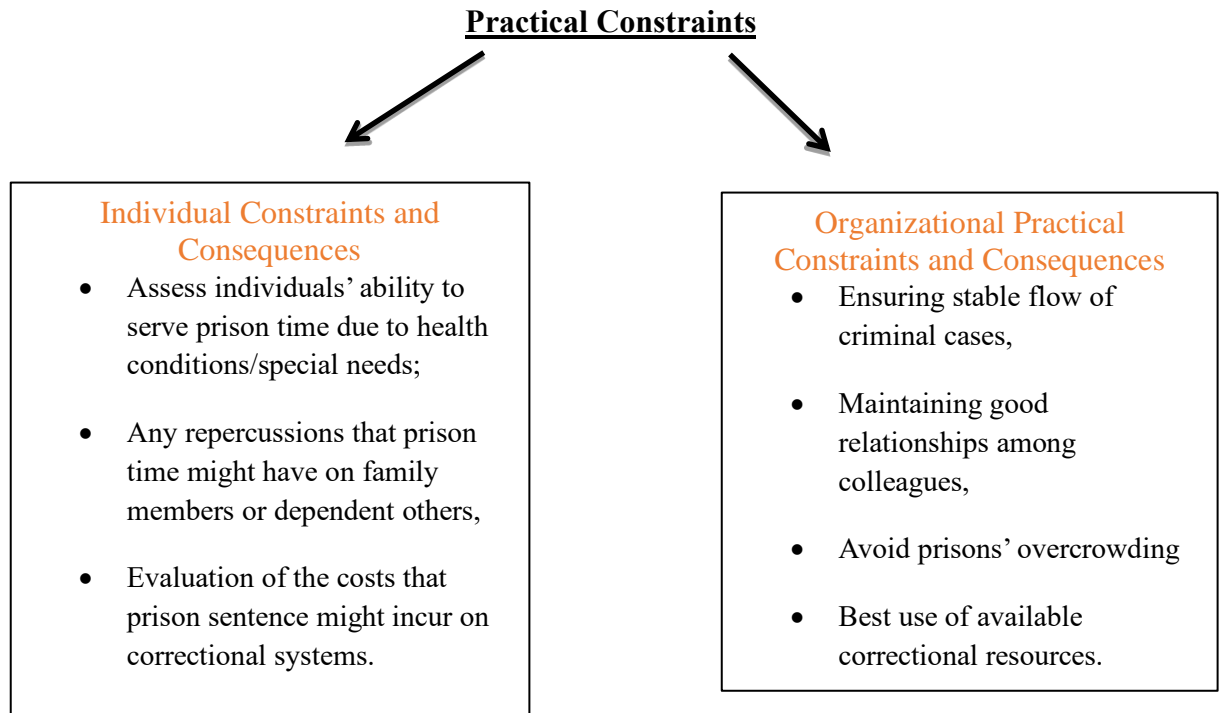 Practical Constraints
Individual Constraints and
Consequences
• Assess individuals’ ability to
serve prison time due to health
conditions/special needs;
• Any repercussions that prison
time might have on family
members or dependent others,
• Evaluation of the costs that
prison sentence might incur on
correctional systems.
Organizational Practical
Constraints and Consequences
• Ensuring stable flow of
criminal cases,
• Maintaining good
relationships among
colleagues,
• Avoid prisons’ overcrowding
• Best use of available
correctional resources.